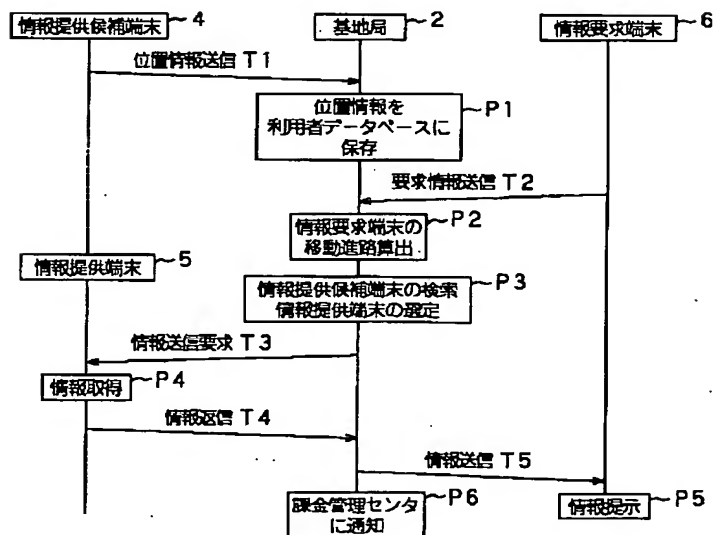 情報提供候補端末 4
基地局 2
情報要求端末 6
位置情報送信 T1
位置情報を
利用者データベースに
保存
P1
要求情報送信 T2
情報要求端末の
移動進路算出
P2
情報提供端末 5
情報提供候補端末の検索
情報提供端末の選定
P3
情報送信要求 T3
情報取得 P4
情報返信 T4
情報送信 T5
課金管理センタ
に通知
P6
情報提示 P5